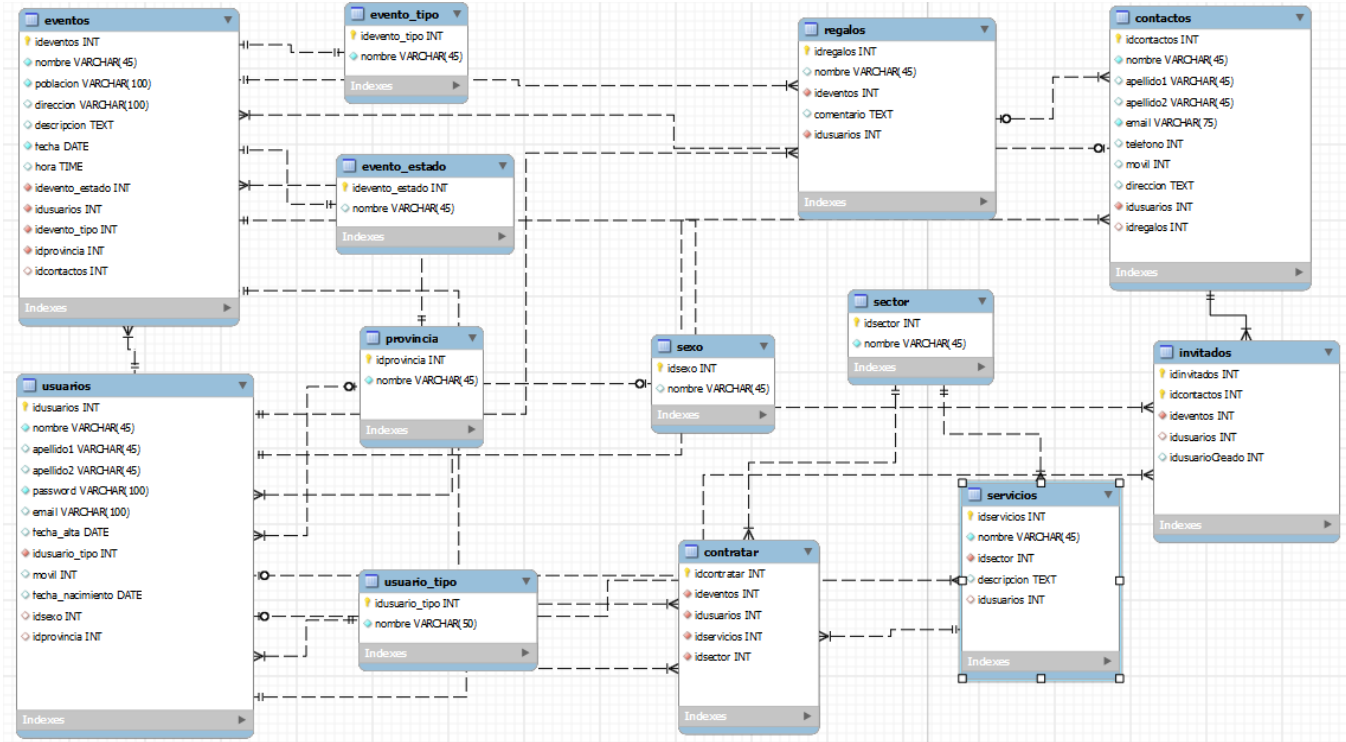 eventos
ideventos INT
nombre VARCHAR(45)
poblacion VARCHAR(100)
direccion VARCHAR(100)
descripcion TEXT
fecha DATE
hora TIME
idevento_estado INT
idusuarios INT
idevento_tipo INT
idprovincia INT
idcontactos INT
Indexes
evento_tipo
idevento_tipo INT
nombre VARCHAR(45)
Indexes
regalos
idregalos INT
nombre VARCHAR(45)
ideventos INT
comentario TEXT
idusuarios INT
Indexes
contactos
idcontactos INT
nombre VARCHAR(45)
apellido1 VARCHAR(45)
apellido2 VARCHAR(45)
email VARCHAR(75)
telefono INT
movil INT
direccion TEXT
idusuarios INT
idregalos INT
Indexes
evento_estado
idevento_estado INT
nombre VARCHAR(45)
Indexes
provincia
idprovincia INT
nombre VARCHAR(45)
Indexes
sexo
idsexo INT
nombre VARCHAR(45)
Indexes
sector
idsector INT
nombre VARCHAR(45)
Indexes
invitados
idinvitados INT
idcontactos INT
ideventos INT
idusuarios INT
idusuarioCreado INT
Indexes
usuarios
idusuarios INT
nombre VARCHAR(45)
apellido1 VARCHAR(45)
apellido2 VARCHAR(45)
password VARCHAR(100)
email VARCHAR(100)
fecha_alta DATE
idusuario_tipo INT
movil INT
fecha_nacimiento DATE
idsexo INT
idprovincia INT
Indexes
usuario_tipo
idusuario_tipo INT
nombre VARCHAR(50)
Indexes
contratar
idcontratar INT
ideventos INT
idusuarios INT
idservicios INT
idsector INT
Indexes
servicios
idservicios INT
nombre VARCHAR(45)
idsector INT
descripcion TEXT
idusuarios INT
Indexes